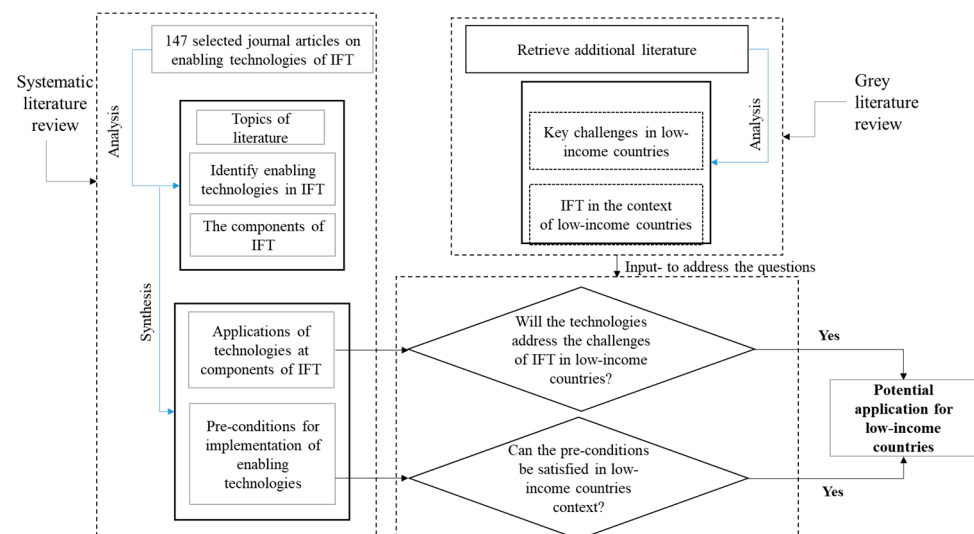 Systematic
literature
review
Analysis
147 selected journal articles on
enabling technologies of IFT
Topics of
literature
Identify enabling
technologies in IFT
The components of
IFT
Synthesis
Applications of
technologies at
components of IFT
Pre-conditions for
implementation of
enabling
technologies
Retrieve additional literature
Key challenges in low-
income countries
IFT in the context
of low-income countries
Analysis
Grey
literature
review
Input- to address the questions
Will the technologies
address the challenges
of IFT in low-income
countries?
Yes
Can the pre-conditions
be satisfied in low-
income countries
context?
Yes
Potential
application for
low-income
countries